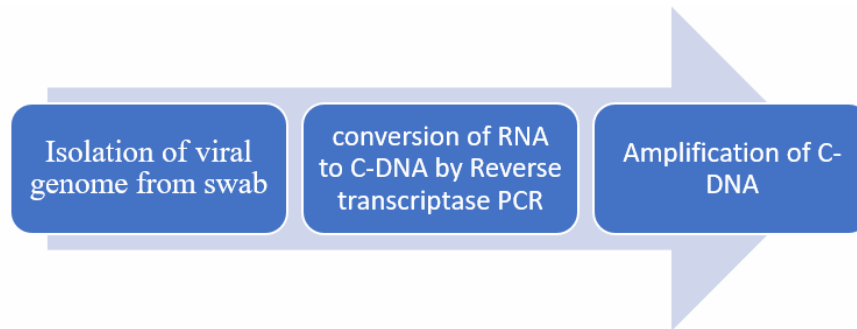 Isolation of viral
genome from swab
conversion of RNA
to C-DNA by Reverse
transcriptase PCR
Amplification of C-
DNA